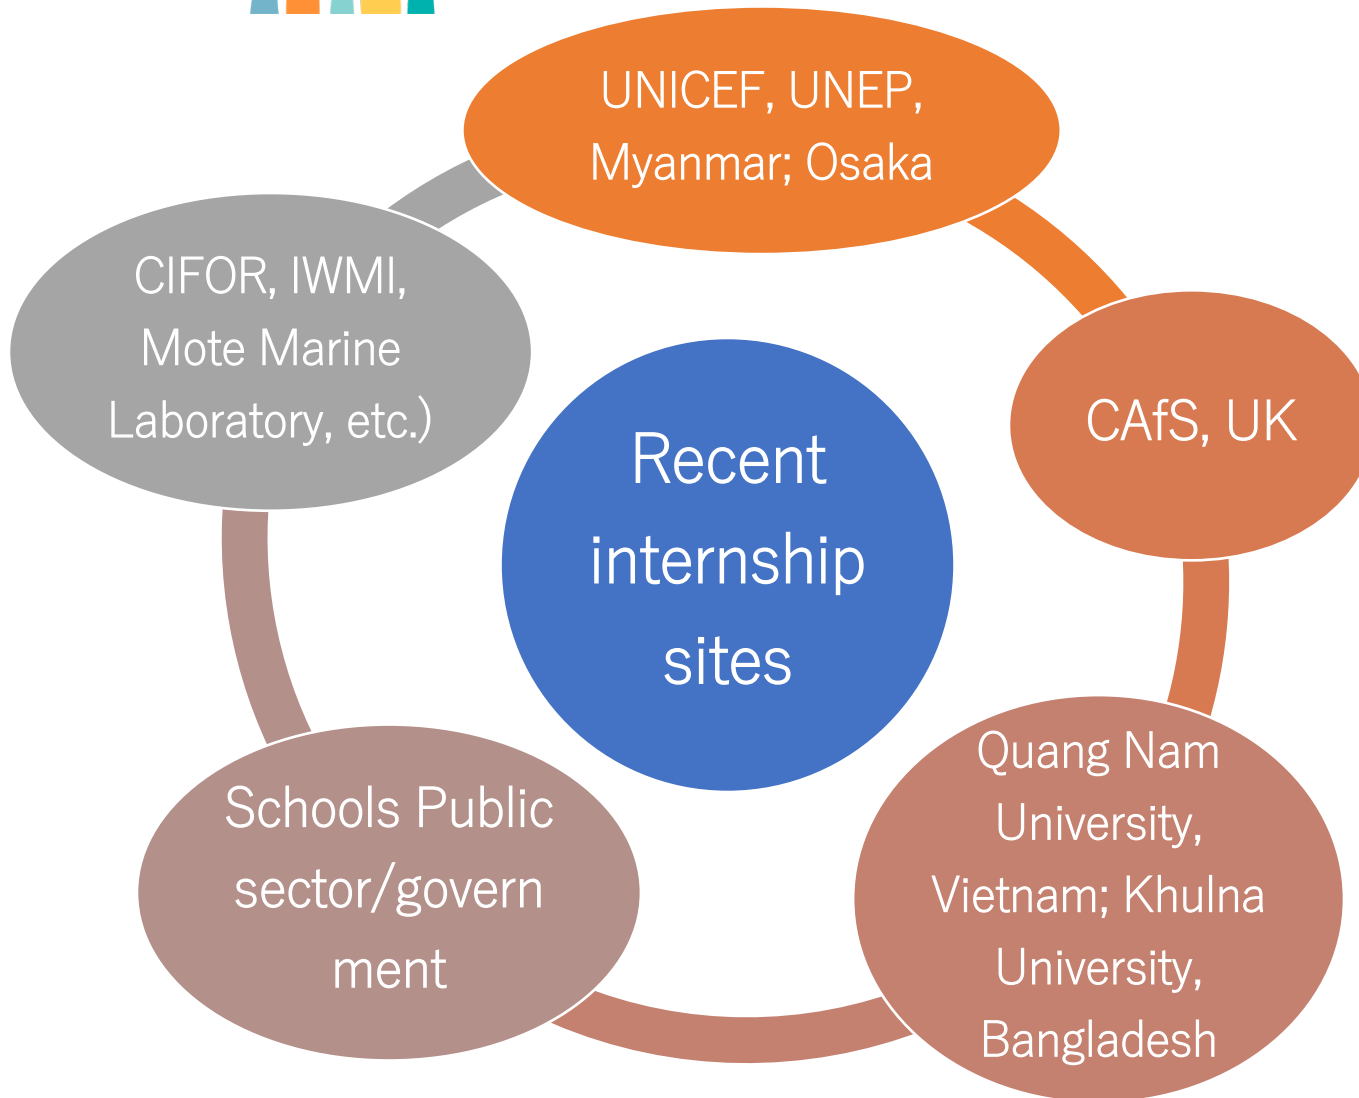 UNICEF, UNEP,
Myanmar; Osaka
CIFOR, IWMI,
Mote Marine
Laboratory, etc.)
CAfS, UK
Recent
internship
sites
Quang Nam
University,
Vietnam; Khulna
University,
Bangladesh
Schools Public
sector/govern
ment